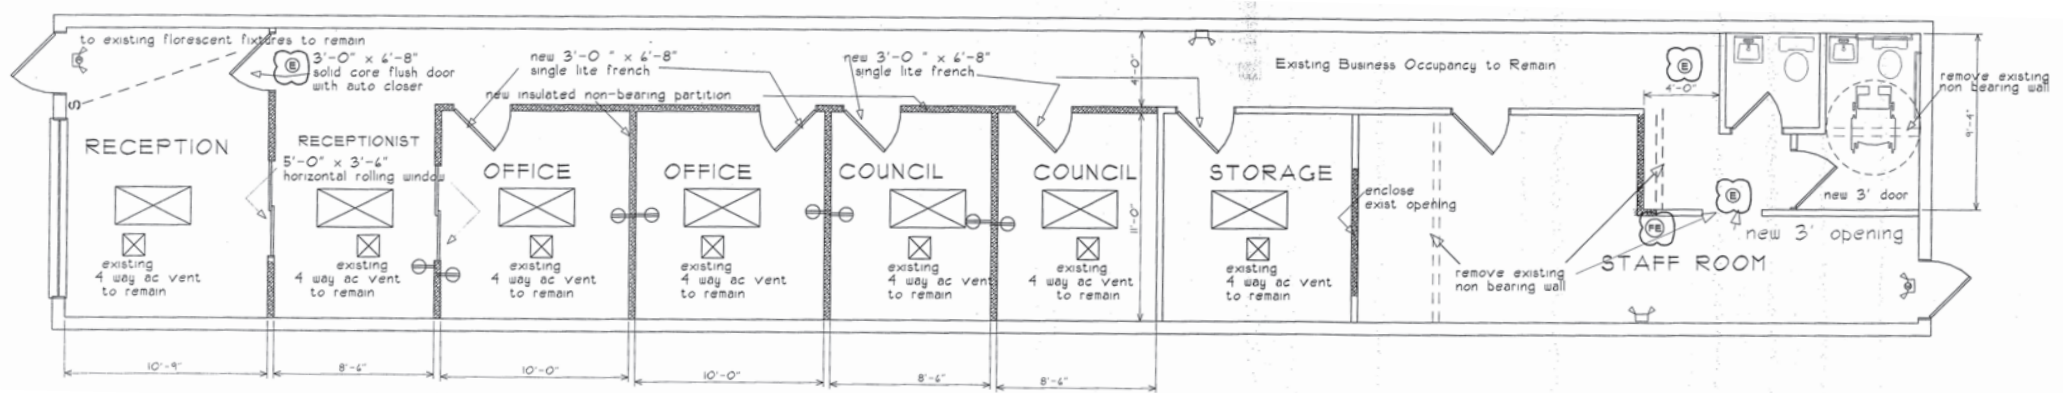 to existing florescent fixtures to remain
S
E
3'-0" x 6'-8"
solid core flush door
with auto closer
new 3'-0 " x 6'-8"
single lite french
new insulated non-bearing partition
new 3'-0 " x 6'-8"
single lite french
4'-0"
Existing Business Occupancy to Remain
E
4'-0"
remove existing
non bearing wall
9'-4"
RECEPTION
RECEPTIONIST
5'-0" x 3'-6"
horizontal rolling window
OFFICE
OFFICE
COUNCIL
COUNCIL
STORAGE
11'-0"
enclose
exist opening
E
FE
new 3' door
new 3' opening
STAFF ROOM
remove existing
non bearing wall
existing
4 way ac vent
to remain
existing
4 way ac vent
to remain
existing
4 way ac vent
to remain
existing
4 way ac vent
to remain
existing
4 way ac vent
to remain
existing
4 way ac vent
to remain
existing
4 way ac vent
to remain
10'-9"
8'-6"
10'-0"
10'-0"
8'-6"
8'-6"